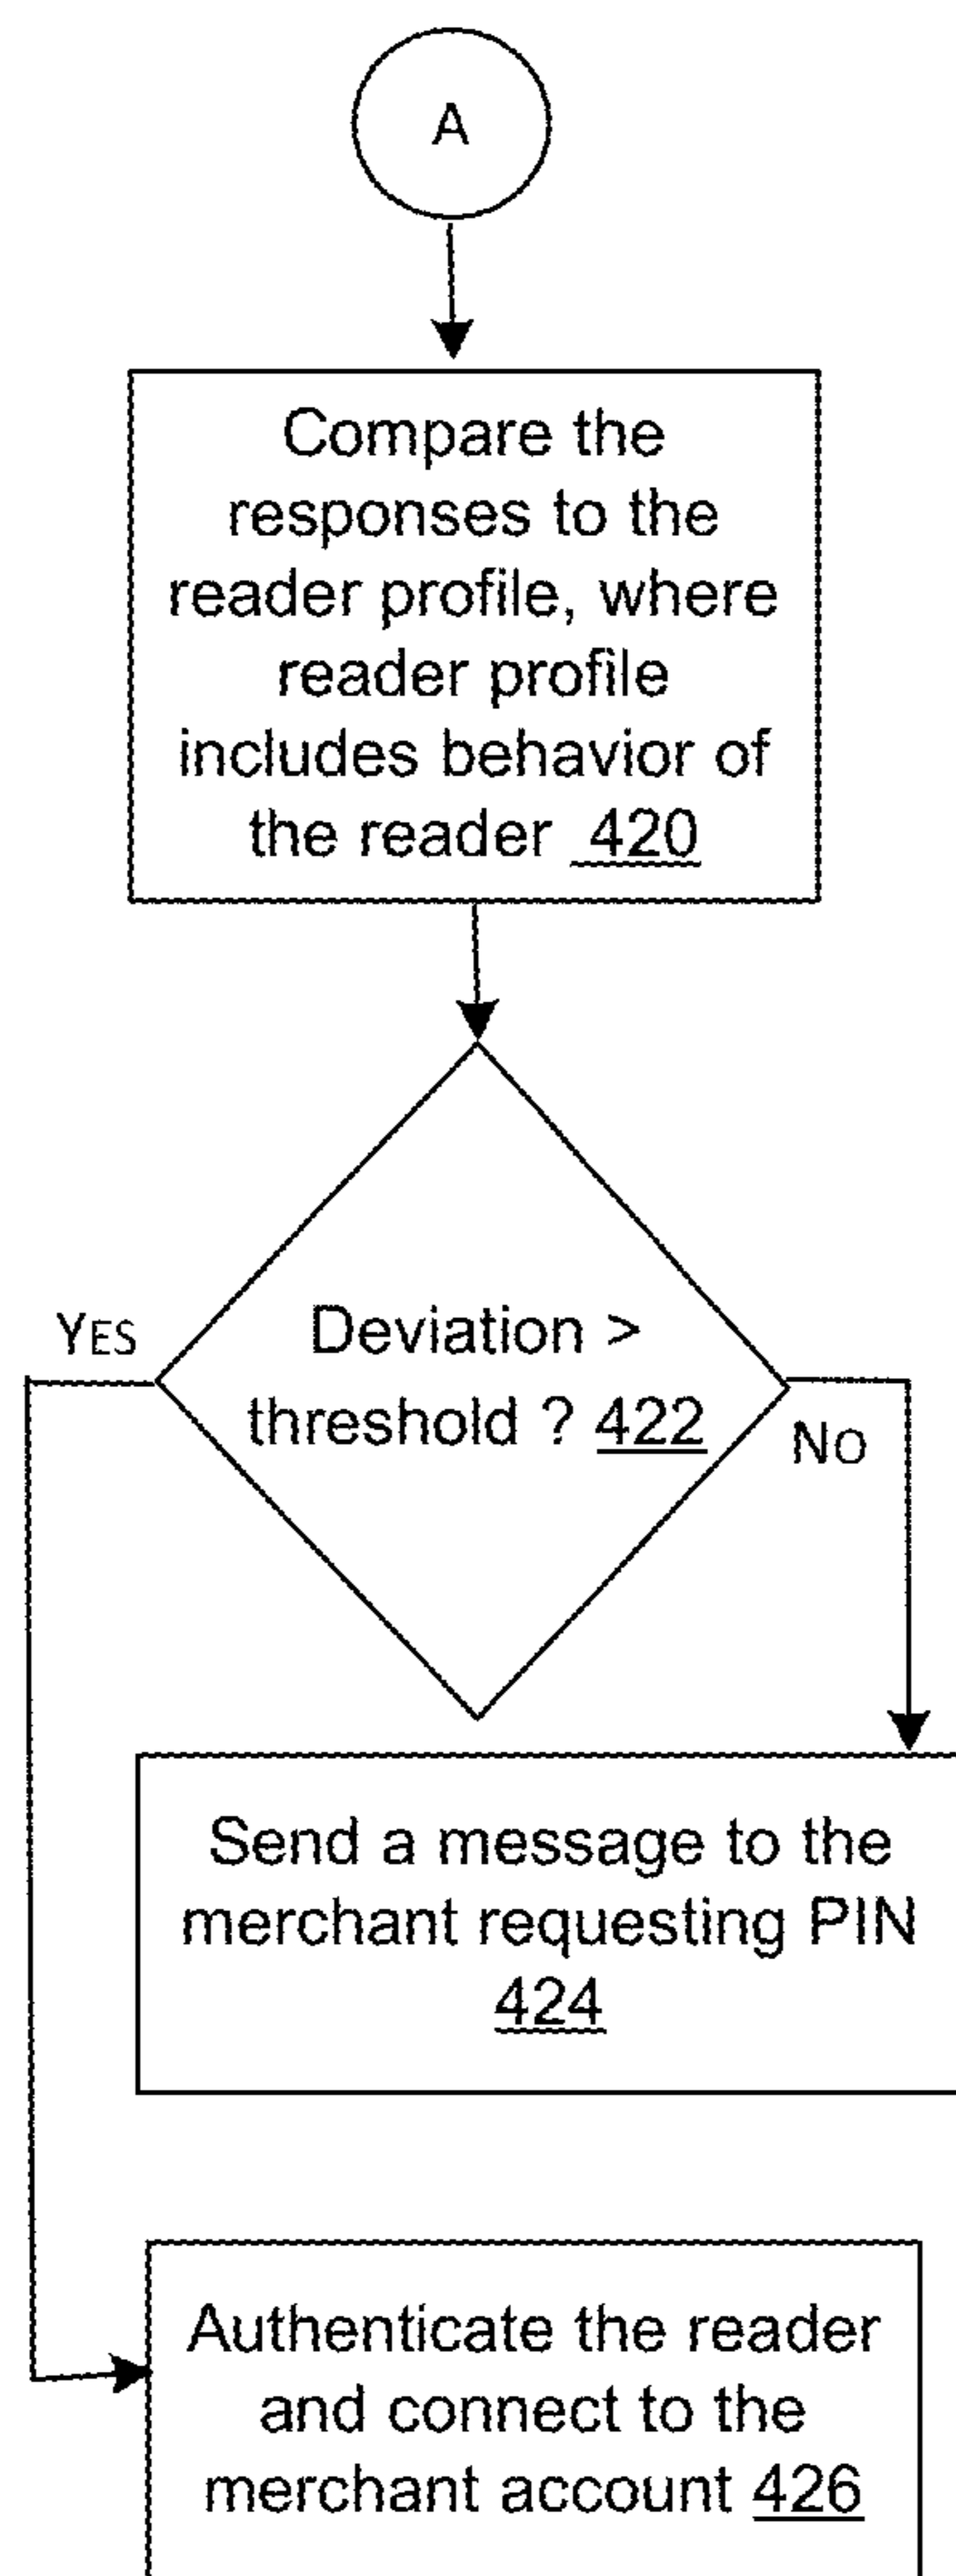 A
Compare the
responses to the
reader profile, where
reader profile
includes behavior of
the reader 420
YES
Deviation >
threshold ? 422
NO
Send a message to the
merchant requesting PIN
424
Authenticate the reader
and connect to the
merchant account 426